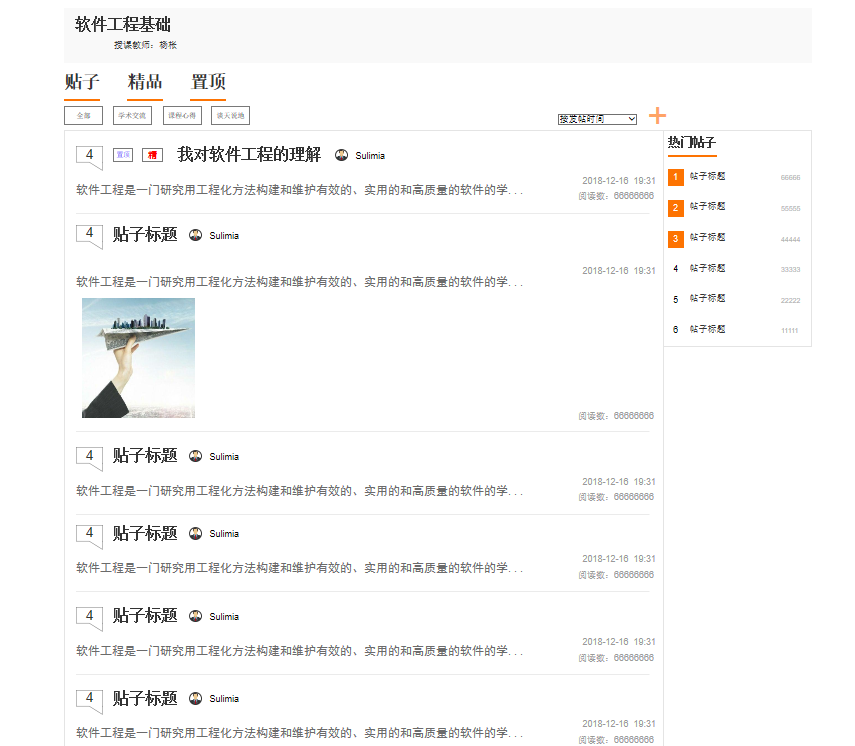 软件工程基础
授课教师：杨枨
贴子 精品 置顶
全部 学术交流 课程心得 谈天说地
按发帖时间
4 置顶 精 我对软件工程的理解 Sulimia
2018-12-16 19:31
软件工程是一门研究用工程化方法构建和维护有效的、实用的和高质量的软件的学...
阅读数：66666666
4 贴子标题 Sulimia
2018-12-16 19:31
软件工程是一门研究用工程化方法构建和维护有效的、实用的和高质量的软件的学...
阅读数：66666666
4 贴子标题 Sulimia
2018-12-16 19:31
软件工程是一门研究用工程化方法构建和维护有效的、实用的和高质量的软件的学...
阅读数：66666666
4 贴子标题 Sulimia
2018-12-16 19:31
软件工程是一门研究用工程化方法构建和维护有效的、实用的和高质量的软件的学...
阅读数：66666666
4 贴子标题 Sulimia
2018-12-16 19:31
软件工程是一门研究用工程化方法构建和维护有效的、实用的和高质量的软件的学...
阅读数：66666666
4 贴子标题 Sulimia
2018-12-16 19:31
软件工程是一门研究用工程化方法构建和维护有效的、实用的和高质量的软件的学...
阅读数：66666666
热门帖子
1 帖子标题 66666
2 帖子标题 55555
3 帖子标题 44444
4 帖子标题 33333
5 帖子标题 22222
6 帖子标题 11111